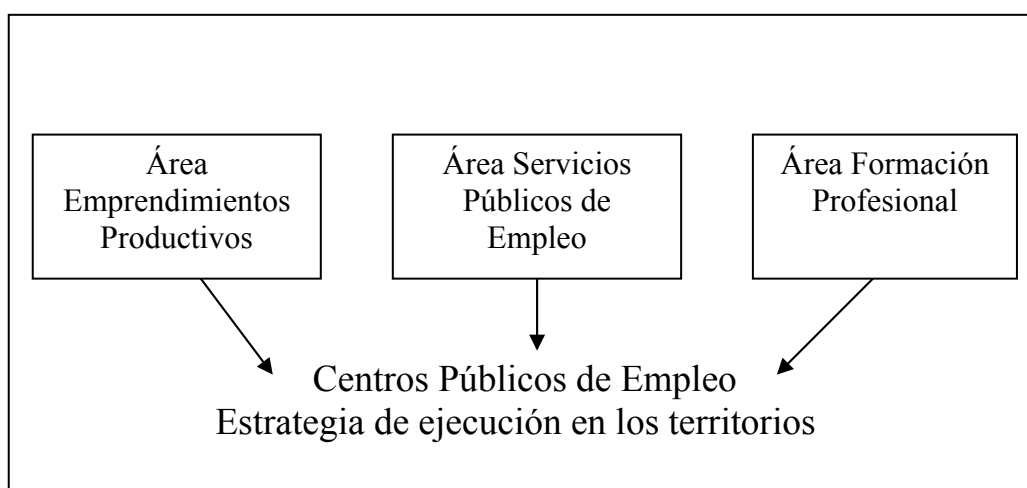 Área
Emprendimientos
Productivos
Área Servicios
Públicos de
Empleo
Área Formación
Profesional
Centros Públicos de Empleo
Estrategia de ejecución en los territorios